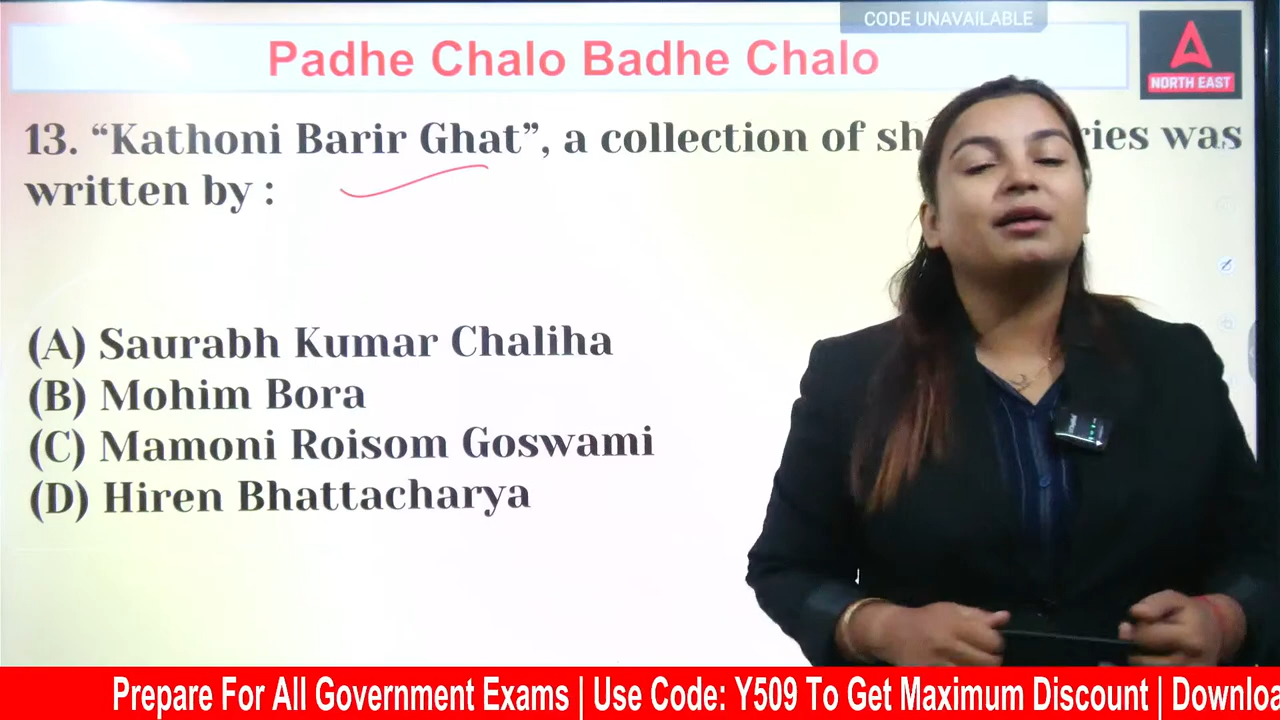 CODE UNAVAILABLE
Padhe Chalo Badhe Chalo
NORTH EAST
13. “Kathoni Barir Ghat”, a collection of sh ries was
written by :
(A) Saurabh Kumar Chaliha
(B) Mohim Bora
(C) Mamoni Roisom Goswami
(D) Hiren Bhattacharya
Prepare For All Government Exams | Use Code: Y509 To Get Maximum Discount | Downloa